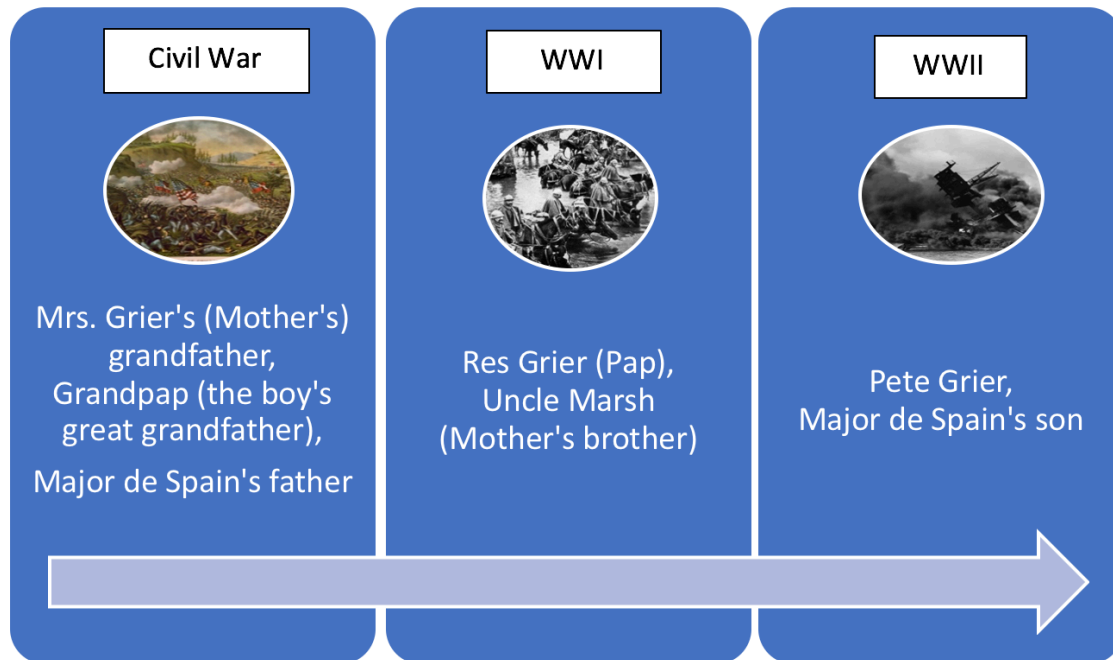 Civil War
Mrs. Grier's (Mother's)
grandfather,
Grandpap (the boy's
great grandfather),
Major de Spain's father
WWI
Res Grier (Pap),
Uncle Marsh
(Mother's brother)
WWII
Pete Grier,
Major de Spain's son